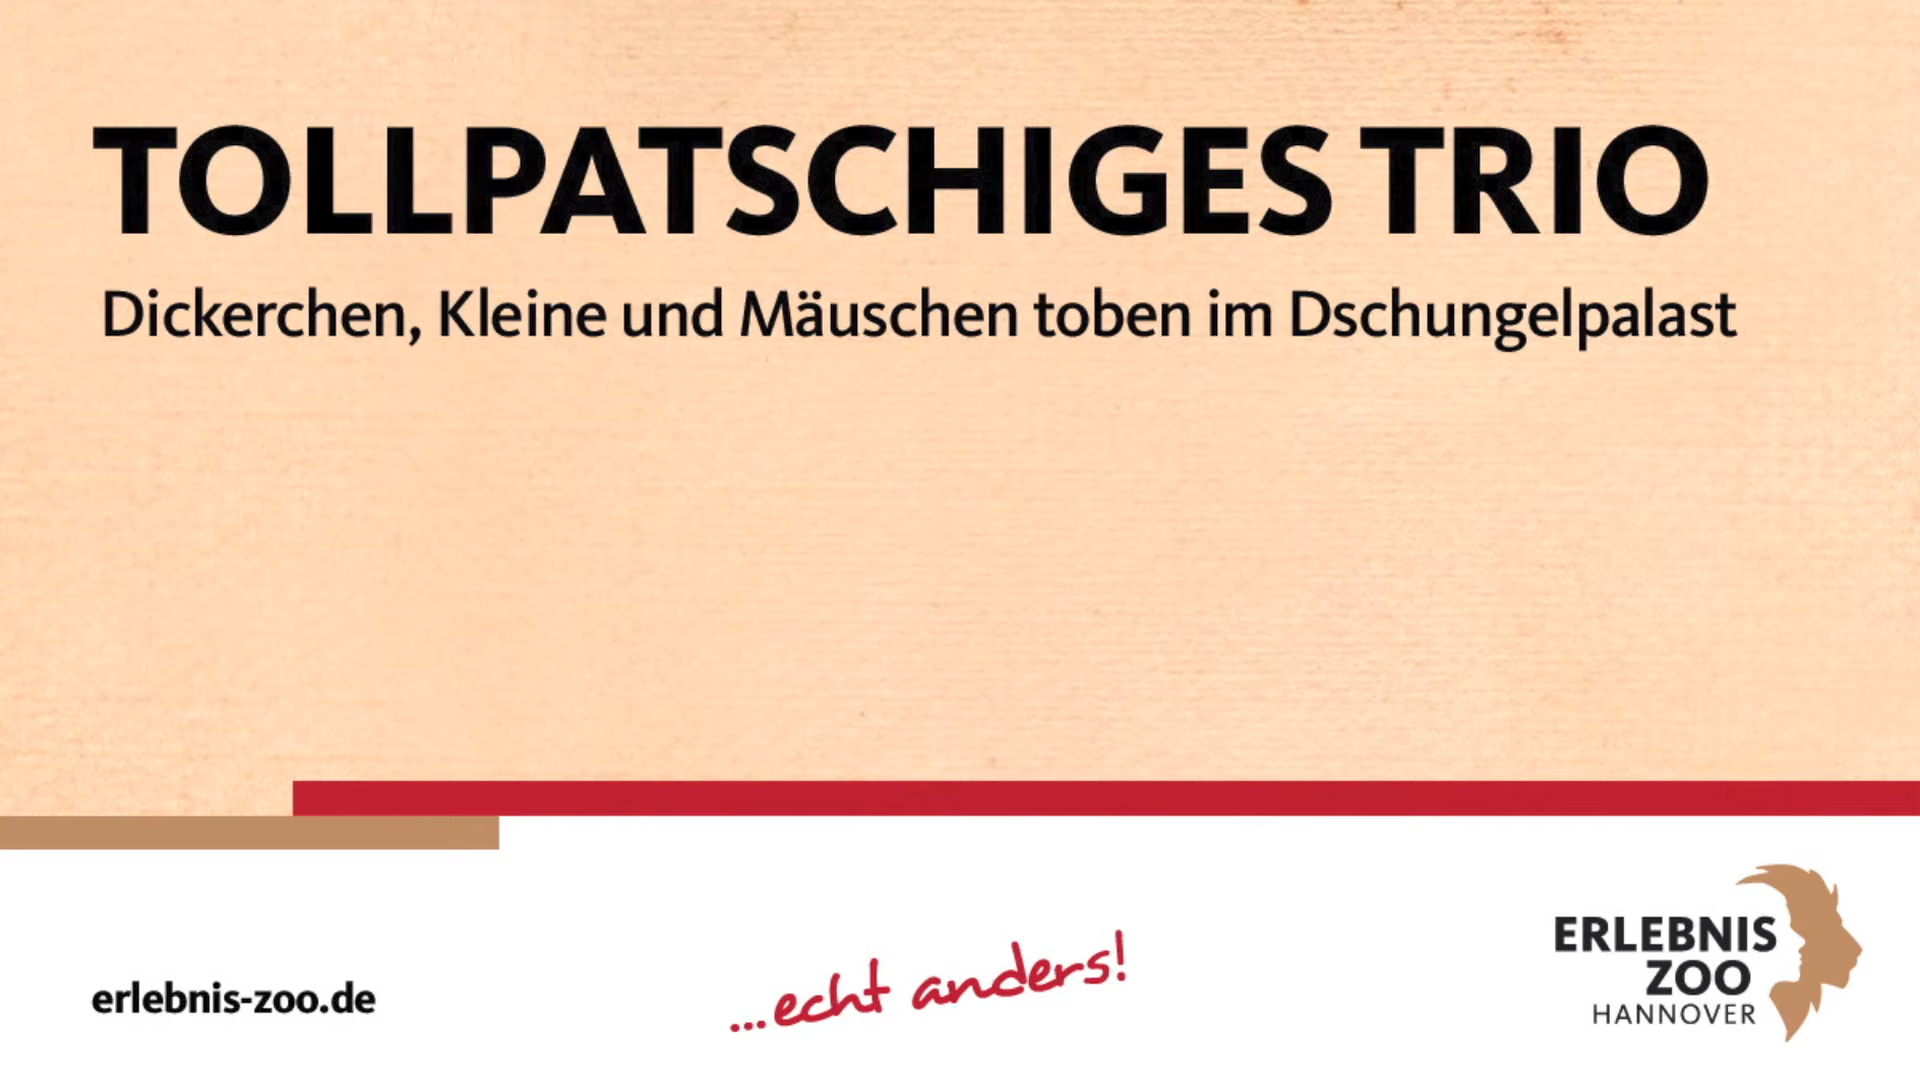 TOLLPATSCHIGES TRIO
Dickerchen, Kleine und Mäuschen toben im Dschungelpalast
erlebnis-zoo.de
...echt anders!
ERLEBNIS
ZOO
HANNOVER